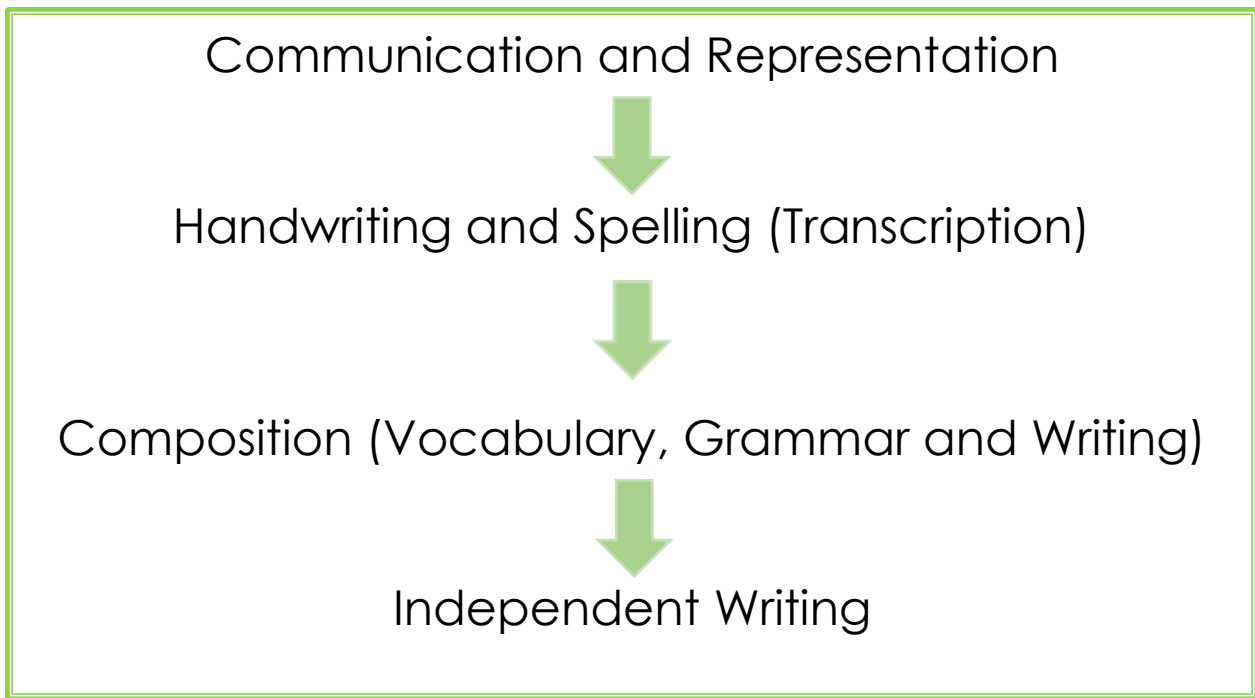 Communication and Representation
Handwriting and Spelling (Transcription)
Composition (Vocabulary, Grammar and Writing)
Independent Writing